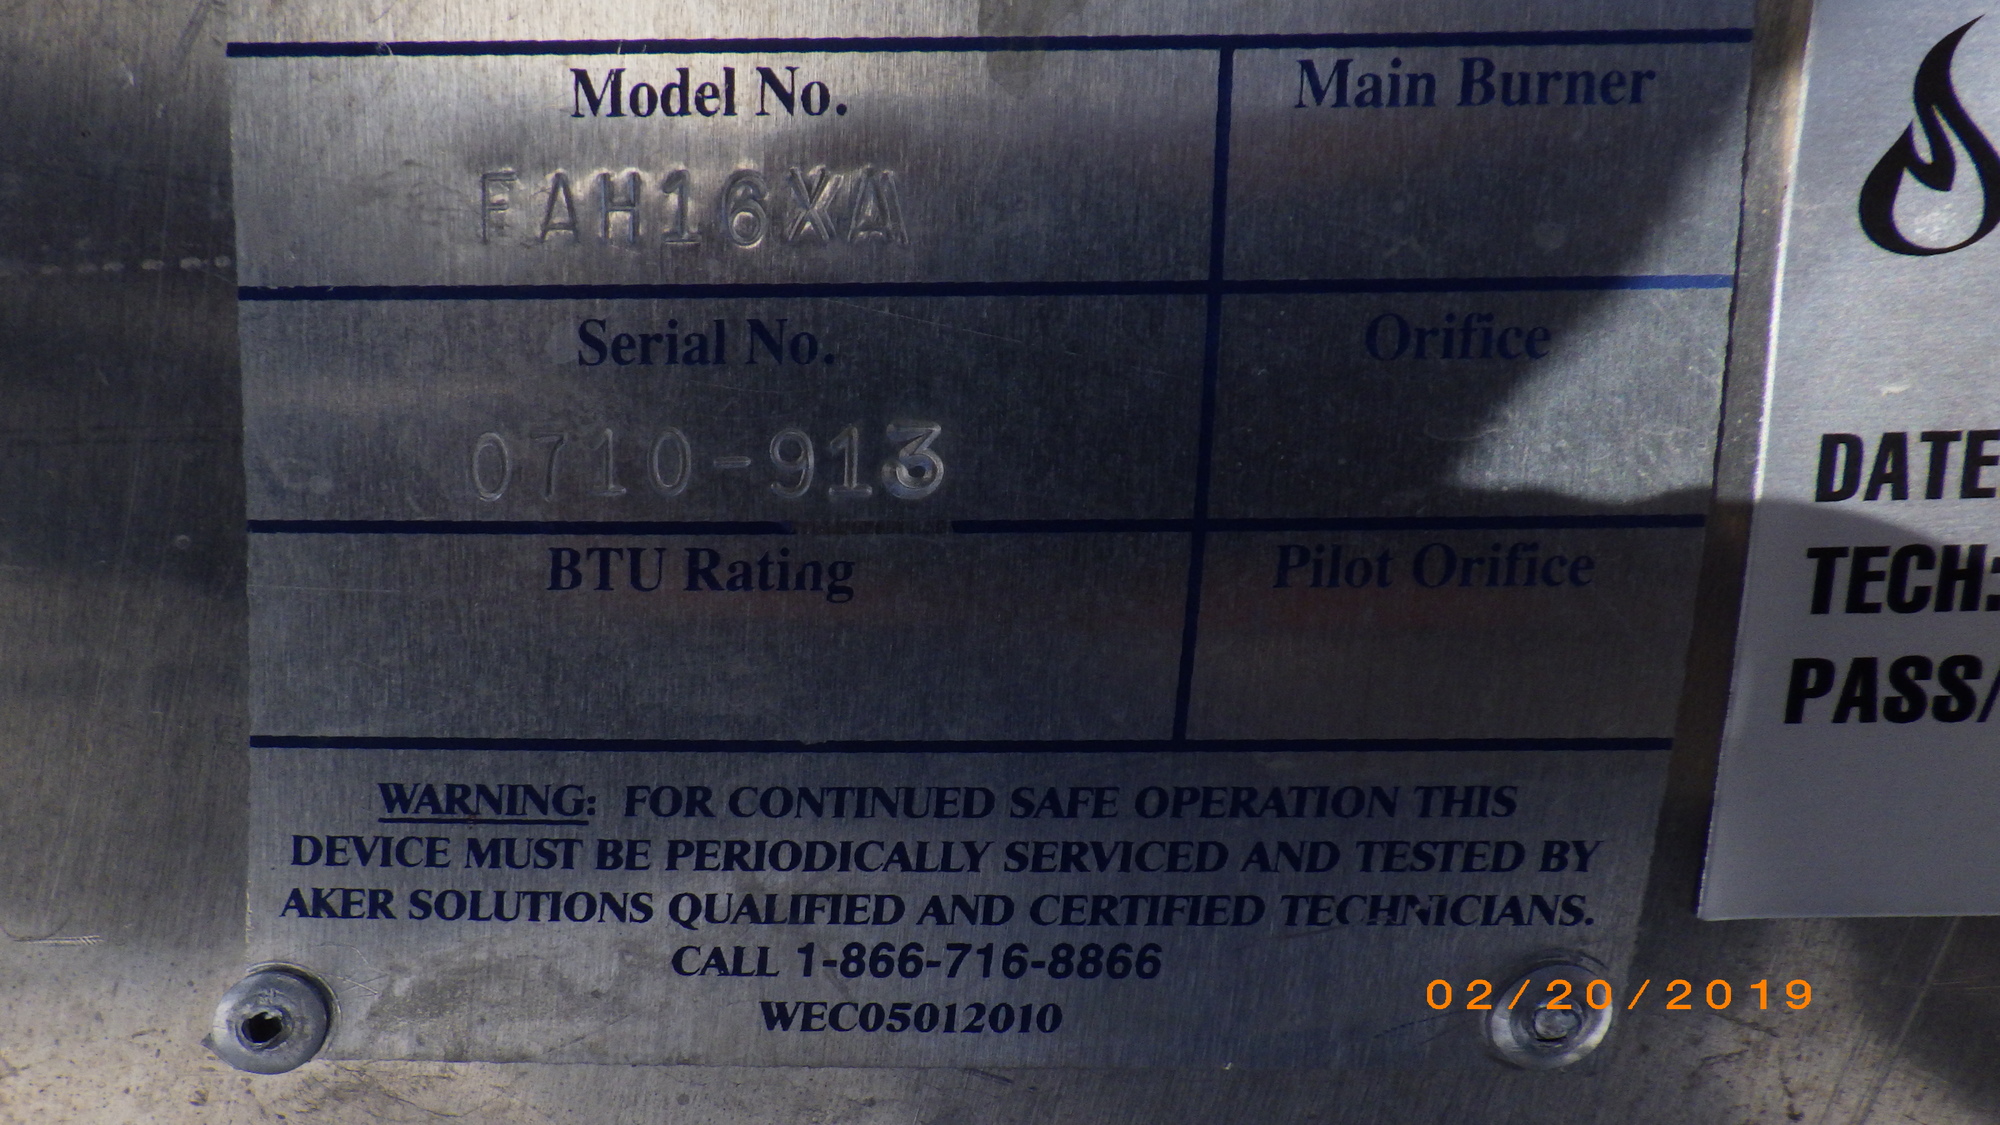 Model No.
Main Burner
FAH16XA
Serial No.
Orifice
0710-913
BTU Rating
Pilot Orifice
WARNING: FOR CONTINUED SAFE OPERATION THIS
DEVICE MUST BE PERIODICALLY SERVICED AND TESTED BY
AKER SOLUTIONS QUALIFIED AND CERTIFIED TECHNICIANS.
CALL 1-866-716-8866
WEC05012010
DATE
TECH:
PASS/
02/20/2019